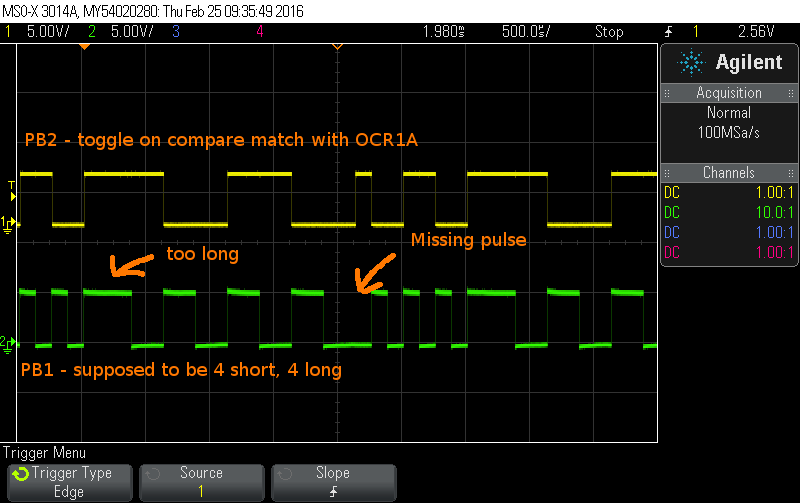 MSO-X 3014A, MY54020280: Thu Feb 25 09:35:49 2016
1 5.00V/ 2 5.00V/ 3 4 1.980s 500.0s/ Stop 1 2.56V
Agilent
Acquisition
Normal
100MSa/s
Channels
DC 1.00:1
DC 10.0:1
DC 1.00:1
DC 1.00:1
PB2 - toggle on compare match with OCR1A
T
1
too long
Missing pulse
2
PB1 - supposed to be 4 short, 4 long
Trigger Menu
Trigger Type
Edge
Source
1
Slope